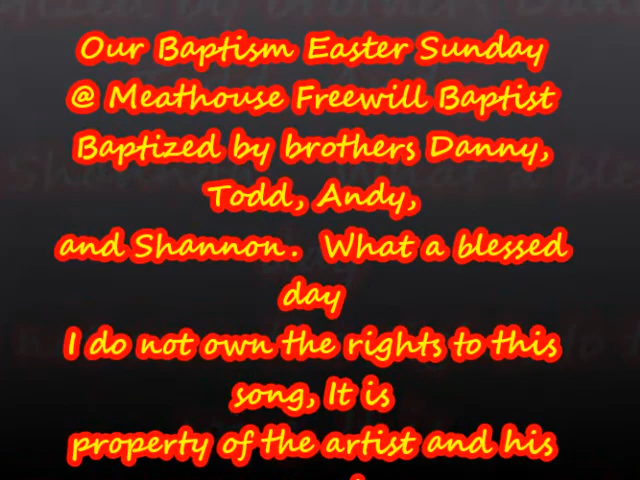 Our Baptism Easter Sunday
@ Meathouse Freewill Baptist
Baptized by brothers Danny,
Todd, Andy,
and Shannon. What a blessed
day
I do not own the rights to this
song, It is
property of the artist and his